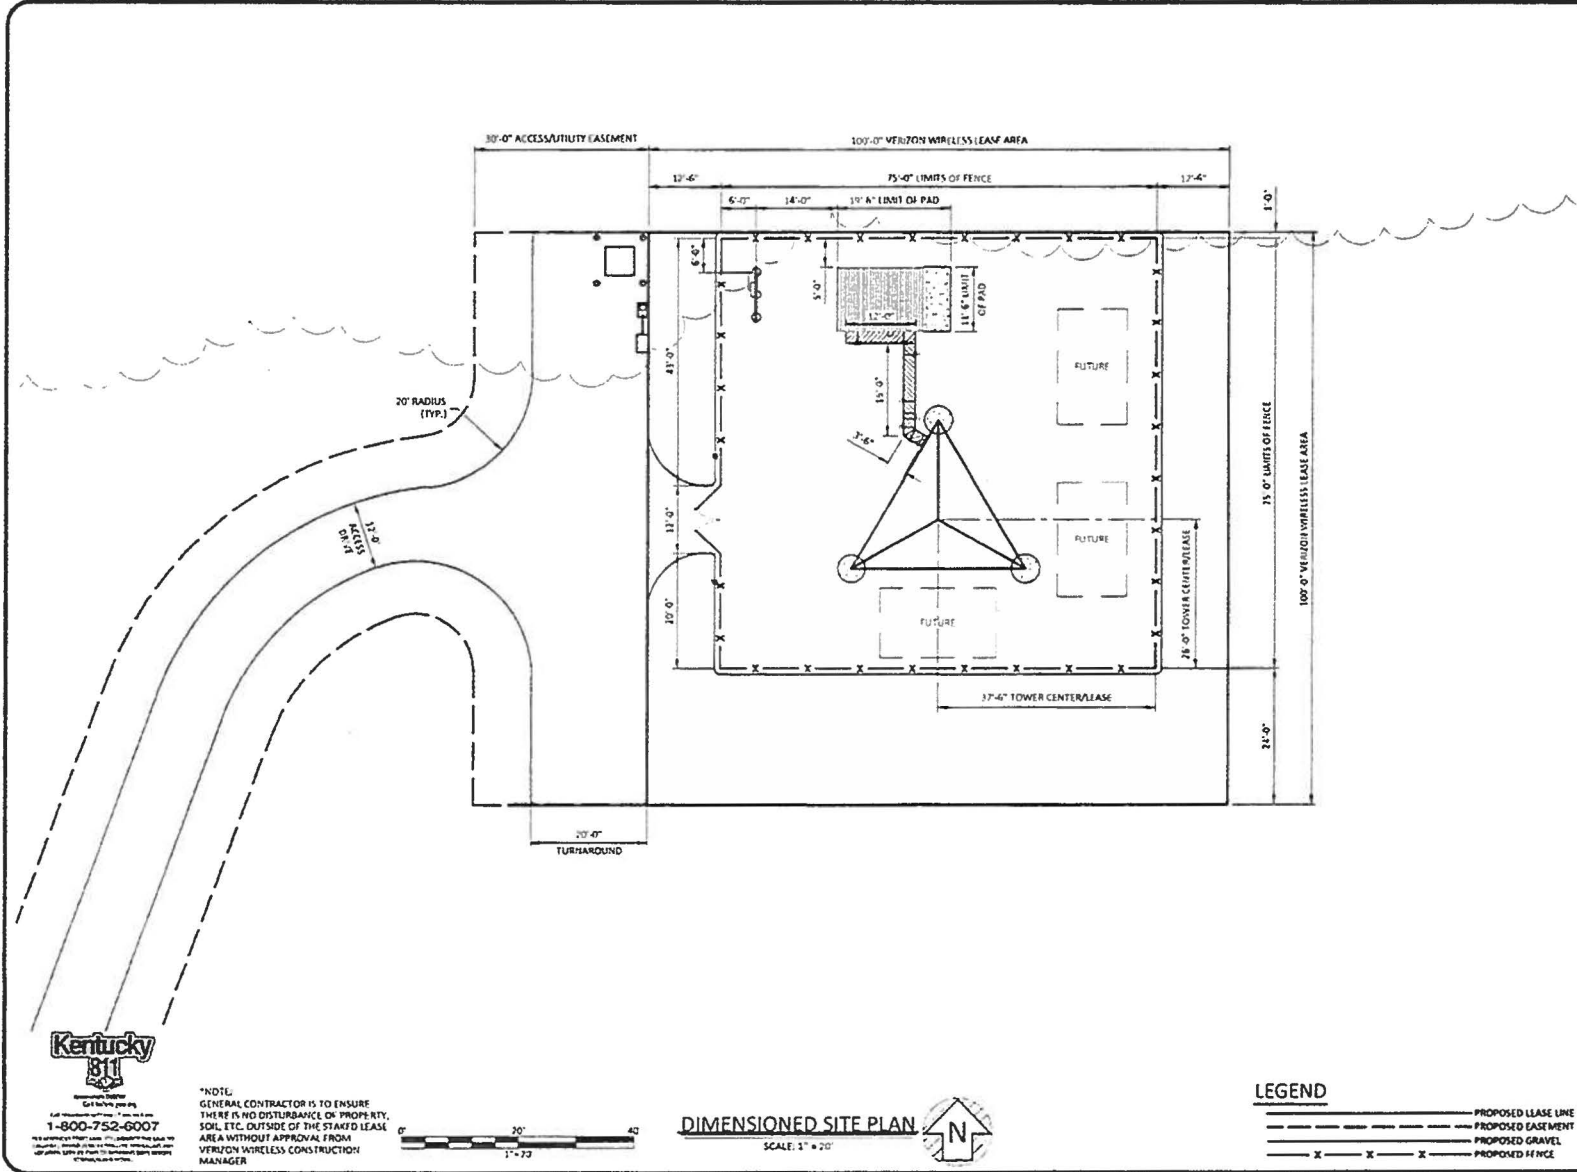 30'-0" ACCESS/UTILITY EASEMENT
100'-0" VERIZON WIRELESS LEASE AREA
12'-6"
75'-0" LIMITS OF FENCE
12'-6"
6'-0"
14'-0"
19'-6" LIMIT OF PAD
1'-0"
6'-0"
5'-0"
12'-0"
11'-6" LIMIT
OF PAD
43'-0"
FUTURE
15'-0"
20' RADIUS
(TYP.)
3'-6"
75'-0" LIMITS OF FENCE
100'-0" VERIZON WIRELESS LEASE AREA
12'-0"
ACCESS
DRIVE
12'-0"
FUTURE
26'-0" TOWER CENTER/LEASE
20'-0"
FUTURE
37'-6" TOWER CENTER/LEASE
24'-0"
20'-0"
TURNAROUND
Kentucky
811
1-800-752-6007
*NOTE:
GENERAL CONTRACTOR IS TO ENSURE
THERE IS NO DISTURBANCE OF PROPERTY,
SOIL, ETC. OUTSIDE OF THE STAKED LEASE
AREA WITHOUT APPROVAL FROM
VERIZON WIRELESS CONSTRUCTION
MANAGER
0' 20' 40'
1"=20'
DIMENSIONED SITE PLAN
SCALE: 1" = 20'
N
LEGEND
PROPOSED LEASE LINE
PROPOSED EASEMENT
PROPOSED GRAVEL
X X X PROPOSED FENCE